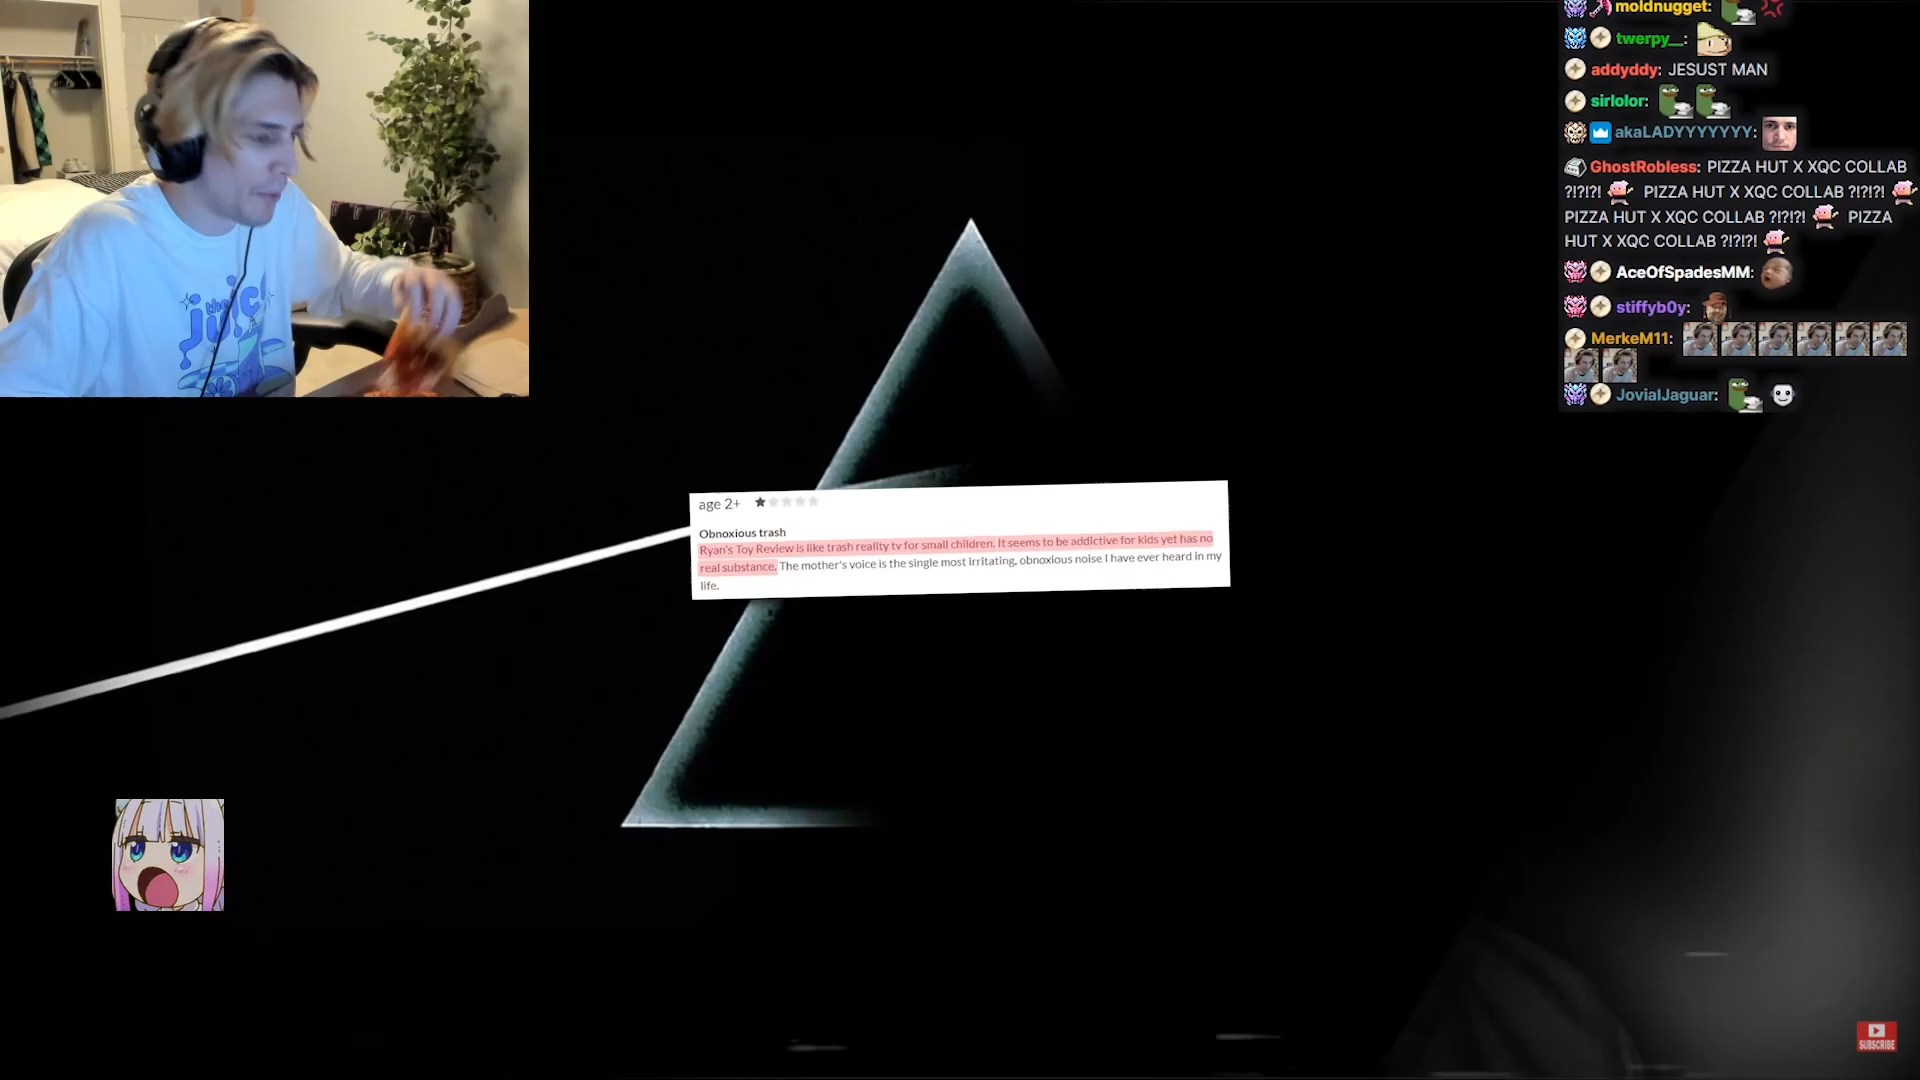 moldnugget:
twerpy__:
addyddy: JESUST MAN
sirlolor:
akaLADYYYYYYY:
GhostRobless: PIZZA HUT X XQC COLLAB
?!?!?! PIZZA HUT X XQC COLLAB ?!?!?!
PIZZA HUT X XQC COLLAB ?!?!?! PIZZA
HUT X XQC COLLAB ?!?!?!
AceOfSpadesMM:
stiffyb0y:
MerkeM11:
JovialJaguar:
the
juice!
age 2+
Obnoxious trash
Ryan's Toy Review is like trash reality tv for small children. It seems to be addictive for kids yet has no
real substance. The mother's voice is the single most irritating, obnoxious noise I have ever heard in my
life.
SUBSCRIBE